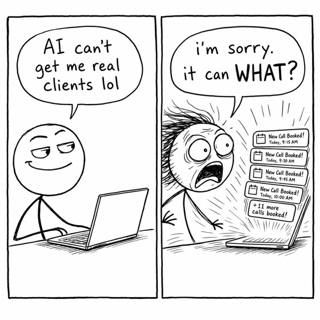 AI can't
get me real
clients lol
i'm sorry.
it can WHAT?
New Call Booked!
Today, 9:15 AM
New Call Booked!
Today, 9:30 AM
New Call Booked!
Today, 9:45 AM
New Call Booked!
Today, 10:00 AM
+ 11 more
calls booked!